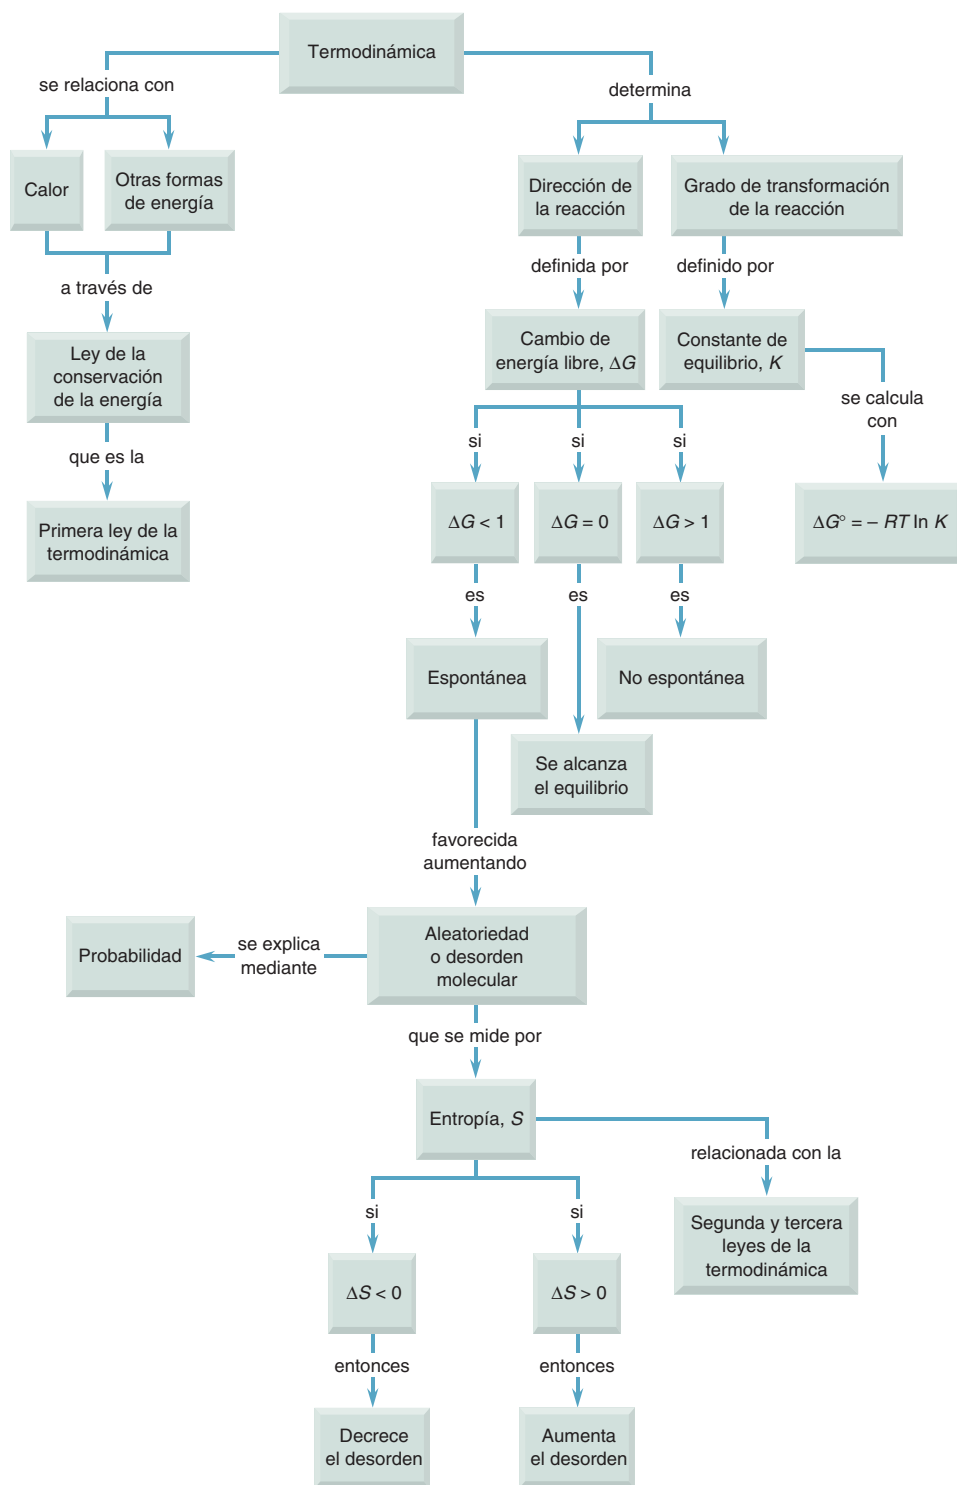 Termodinámica
se relaciona con
determina
Calor
Otras formas
de energía
Dirección de
la reacción
Grado de transformación
de la reacción
a través de
definida por
definido por
Ley de la
conservación
de la energía
Cambio de
energía libre, ΔG
Constante de
equilibrio, K
se calcula
con
que es la
si
si
si
Primera ley de la
termodinámica
ΔG < 1
ΔG = 0
ΔG > 1
ΔG° = – RT ln K
es
es
es
Espontánea
No espontánea
Se alcanza
el equilibrio
favorecida
aumentando
Probabilidad
se explica
mediante
Aleatoriedad
o desorden
molecular
que se mide por
Entropía, S
relacionada con la
Segunda y tercera
leyes de la
termodinámica
si
si
ΔS < 0
ΔS > 0
entonces
entonces
Decrece
el desorden
Aumenta
el desorden